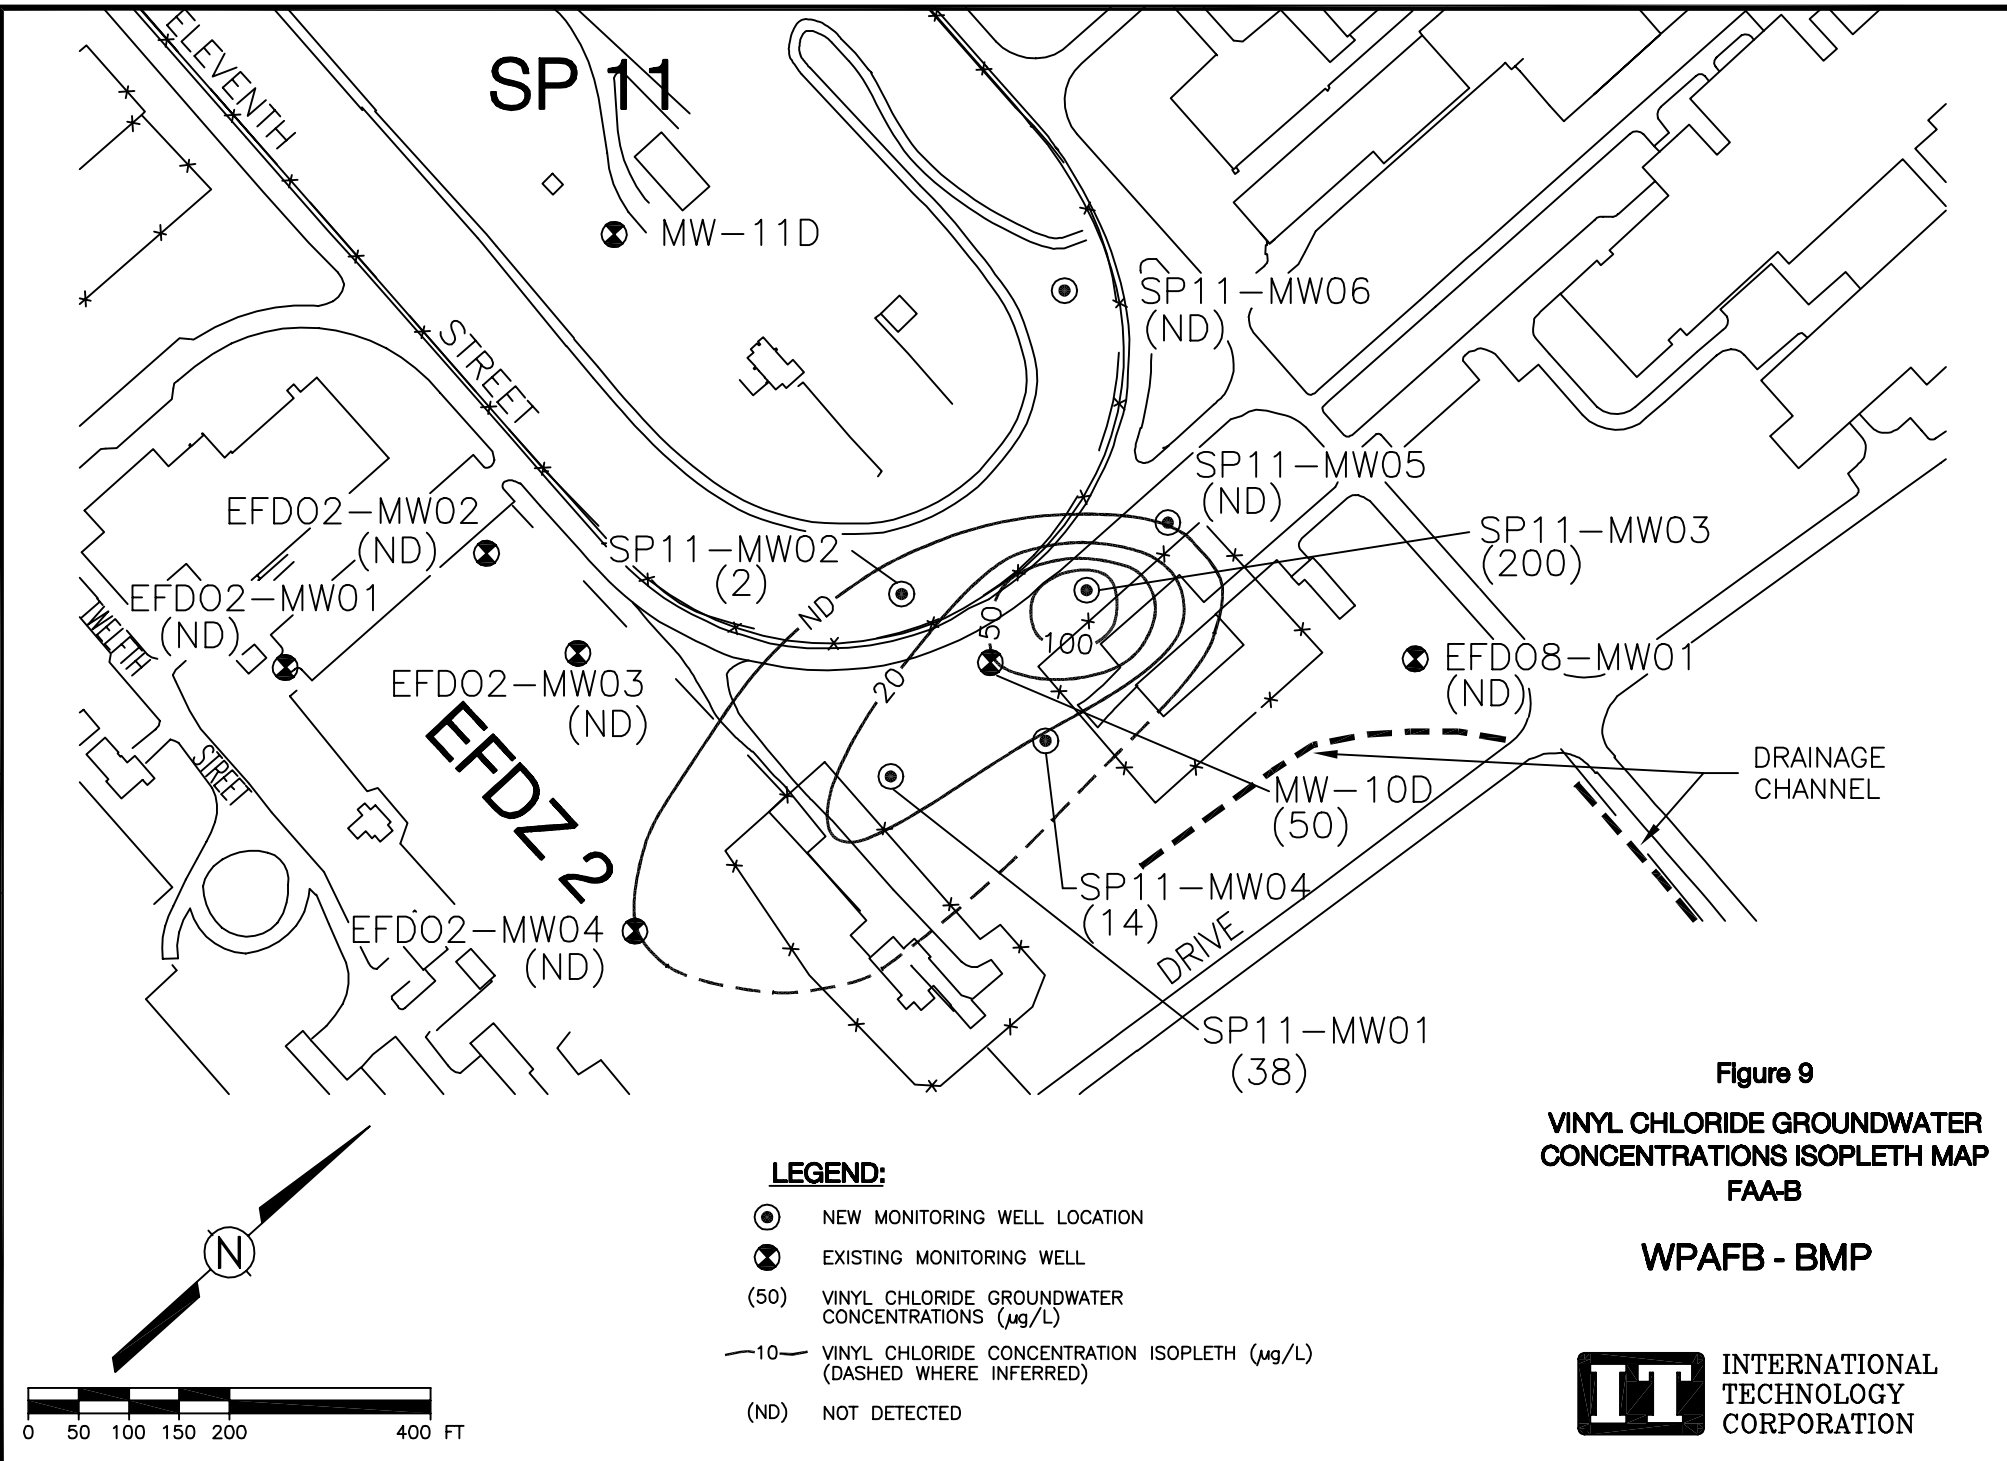 ELEVENTH
STREET
SP 11
MW-11D
SP11-MW06
(ND)
SP11-MW05
(ND)
SP11-MW03
(200)
EFD02-MW02
(ND)
SP11-MW02
(2)
EFD02-MW01
(ND)
TWELFTH
STREET
EFD02-MW03
(ND)
EFDZ 2
ND
50
100
20
EFD08-MW01
(ND)
DRAINAGE
CHANNEL
MW-10D
(50)
SP11-MW04
(14)
EFD02-MW04
(ND)
DRIVE
SP11-MW01
(38)
Figure 9
VINYL CHLORIDE GROUNDWATER
CONCENTRATIONS ISOPLETH MAP
FAA-B
WPAFB - BMP
N
0 50 100 150 200 400 FT
LEGEND:
NEW MONITORING WELL LOCATION
EXISTING MONITORING WELL
(50) VINYL CHLORIDE GROUNDWATER
CONCENTRATIONS (µg/L)
10 VINYL CHLORIDE CONCENTRATION ISOPLETH (µg/L)
(DASHED WHERE INFERRED)
(ND) NOT DETECTED
IT
INTERNATIONAL
TECHNOLOGY
CORPORATION